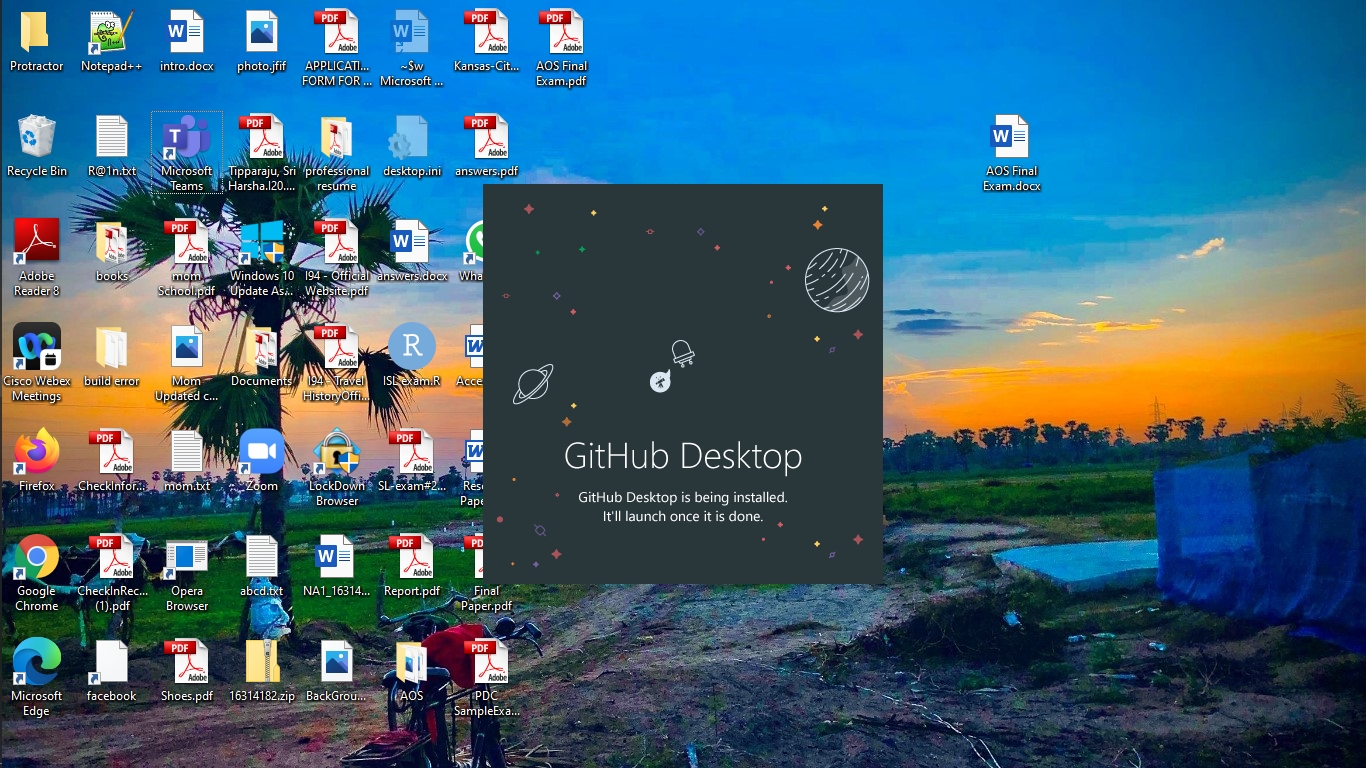 Protractor
Notepad++
intro.docx
photo.jfif
APPLICATI...
FORM FOR ...
~$w
Microsoft ...
Kansas-Cit...
AOS Final
Exam.pdf
Recycle Bin
R@1n.txt
Microsoft
Teams
Tipparaju, Sri
Harsha.I20....
professional
resume
desktop.ini
answers.pdf
AOS Final
Exam.docx
Adobe
Reader 8
books
mom
School.pdf
Windows 10
Update As...
I94 - Official
Website.pdf
answers.docx
Wha
Cisco Webex
Meetings
build error
Mom
Updated c...
Documents
I94 - Travel
HistoryOffi...
ISL exam.R
Acce
Firefox
CheckInfor...
mom.txt
Zoom
LockDown
Browser
SL-exam#2...
Rese
Pape
GitHub Desktop
GitHub Desktop is being installed.
It'll launch once it is done.
Google
Chrome
CheckInRec...
(1).pdf
Opera
Browser
abcd.txt
NA1_16314...
Report.pdf
Final
Paper.pdf
Microsoft
Edge
facebook
Shoes.pdf
16314182.zip
BackGrou...
AOS
PDC
SampleExa...